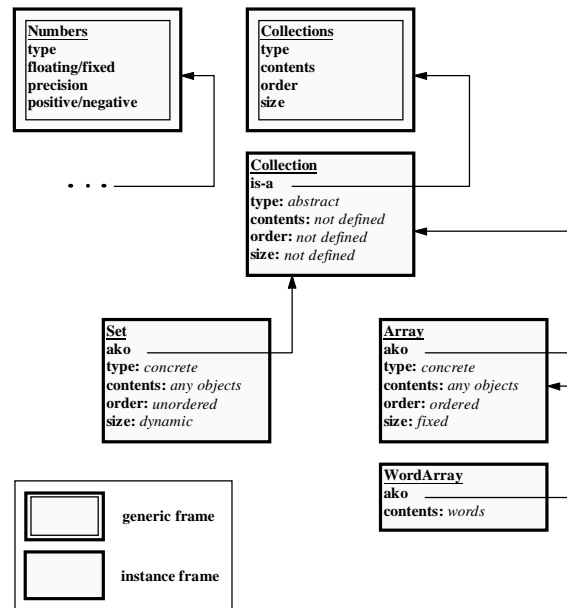 Numbers
type
floating/fixed
precision
positive/negative
Collections
type
contents
order
size
. . .
Collection
is-a
type: abstract
contents: not defined
order: not defined
size: not defined
Set
ako
type: concrete
contents: any objects
order: unordered
size: dynamic
Array
ako
type: concrete
contents: any objects
order: ordered
size: fixed
WordArray
ako
contents: words
generic frame
instance frame